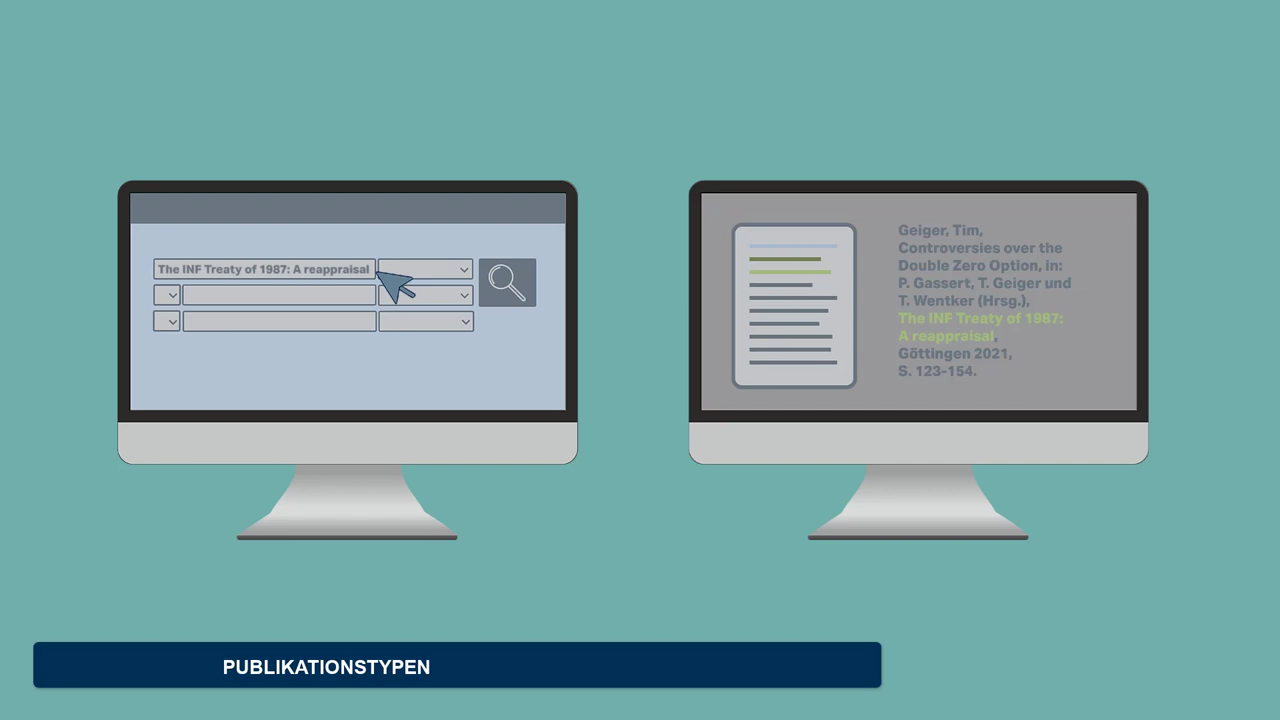 The INF Treaty of 1987: A reappraisal
Geiger, Tim,
Controversies over the
Double Zero Option, in:
P. Gassert, T. Geiger und
T. Wentker (Hrsg.),
The INF Treaty of 1987:
A reappraisal,
Göttingen 2021,
S. 123-154.
PUBLIKATIONSTYPEN